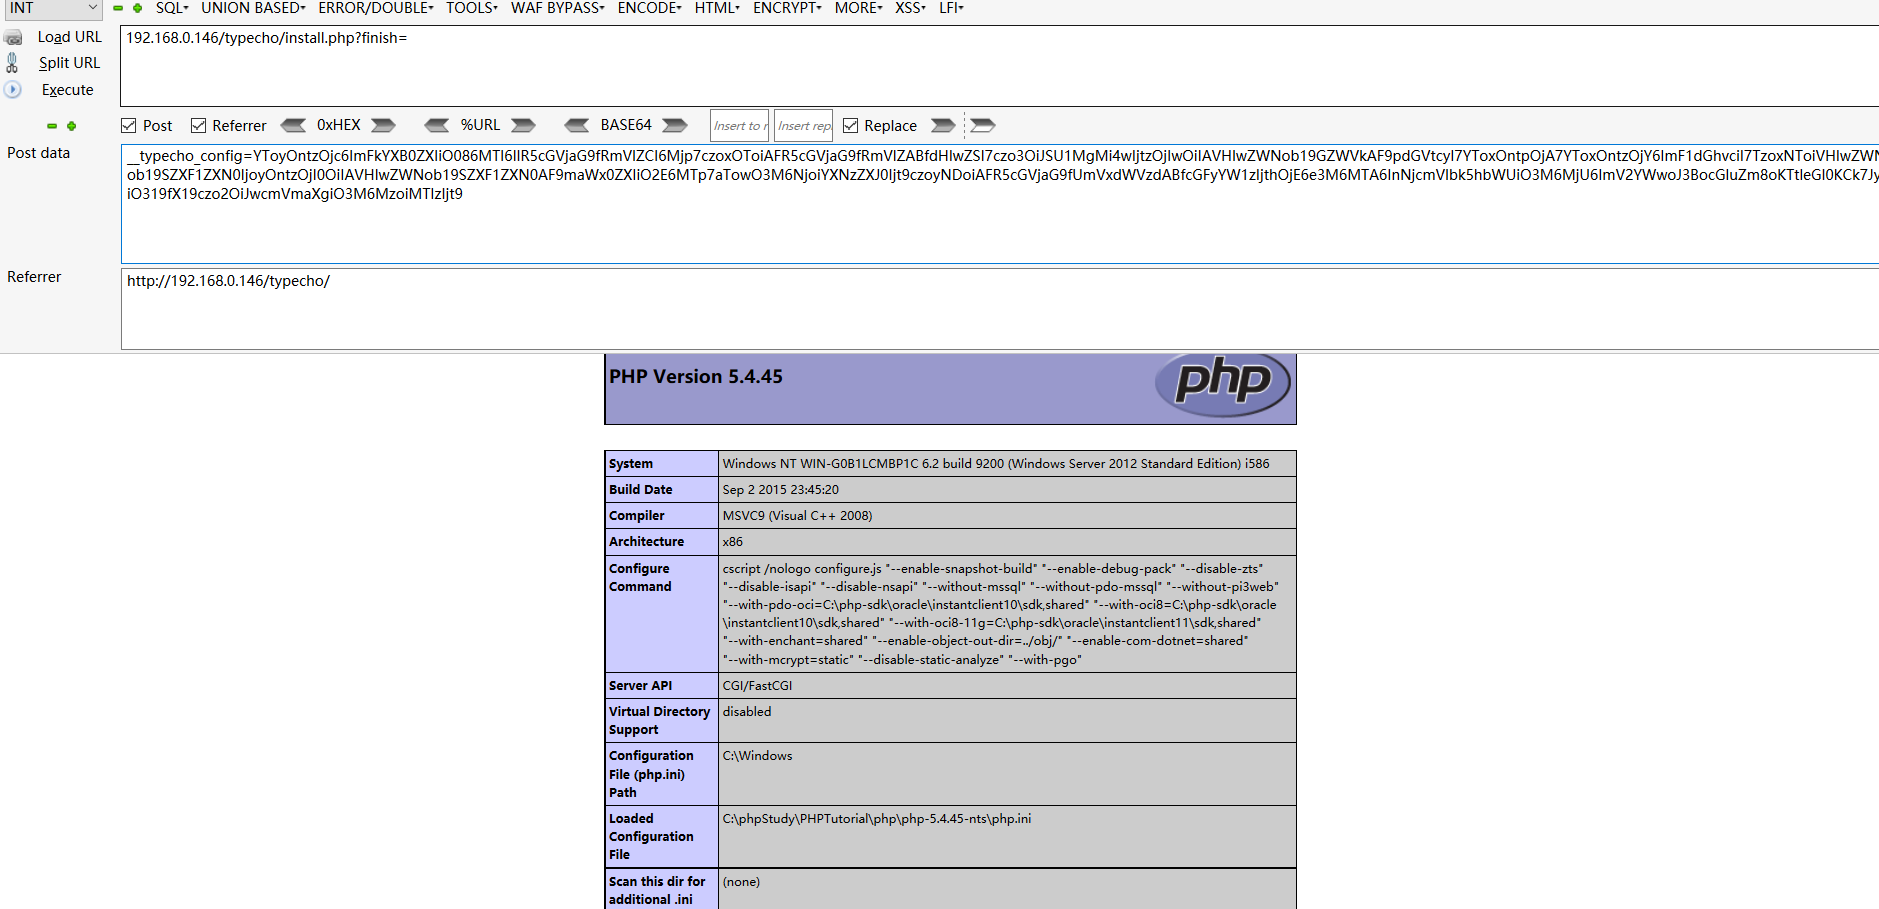 INT SQL UNION BASED ERROR/DOUBLE TOOLS WAF BYPASS ENCODE HTML ENCRYPT MORE XSS LFI
Load URL
192.168.0.146/typecho/install.php?finish=
Split URL
Execute
Post Referrer 0xHEX %URL BASE64 Insert to r Insert rep Replace
Post data
Referrer
http://192.168.0.146/typecho/
PHP Version 5.4.45
php
System Windows NT WIN-G0B1LCMBP1C 6.2 build 9200 (Windows Server 2012 Standard Edition) i586
Build Date Sep 2 2015 23:45:20
Compiler MSVC9 (Visual C++ 2008)
Architecture x86
Configure Command
cscript /nologo configure.js "--enable-snapshot-build" "--enable-debug-pack" "--disable-zts"
"--disable-isapi" "--disable-nsapi" "--without-mssql" "--without-pdo-mssql" "--without-pi3web"
"--with-pdo-oci=C:\php-sdk\oracle\instantclient10\sdk,shared" "--with-oci8=C:\php-sdk\oracle
\instantclient10\sdk,shared" "--with-oci8-11g=C:\php-sdk\oracle\instantclient11\sdk,shared"
"--with-enchant=shared" "--enable-object-out-dir=../obj/" "--enable-com-dotnet=shared"
"--with-mcrypt=static" "--disable-static-analyze" "--with-pgo"
Server API CGI/FastCGI
Virtual Directory
Support
disabled
Configuration
File (php.ini)
Path
C:\Windows
Loaded
Configuration
File
C:\phpStudy\PHPTutorial\php\php-5.4.45-nts\php.ini
Scan this dir for
additional .ini
(none)